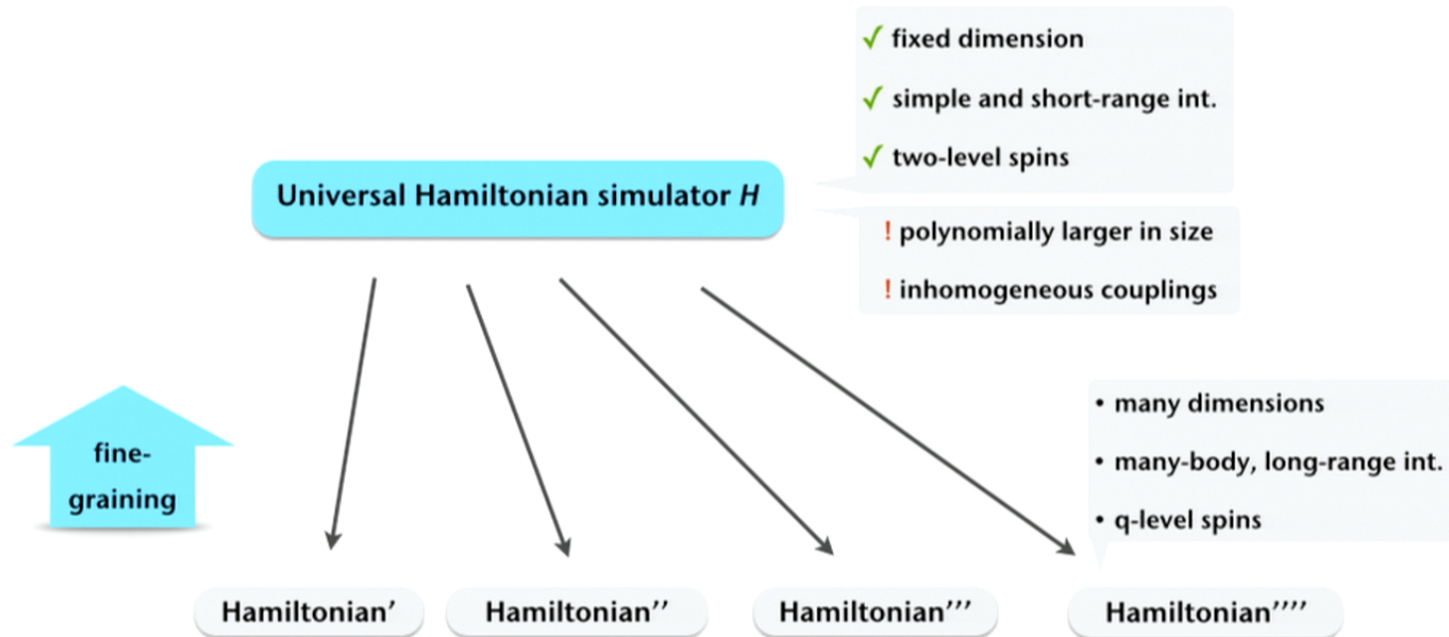 ✓ fixed dimension
✓ simple and short-range int.
✓ two-level spins
Universal Hamiltonian simulator H
! polynomially larger in size
! inhomogeneous couplings
fine-
graining
• many dimensions
• many-body, long-range int.
• q-level spins
Hamiltonian'
Hamiltonian''
Hamiltonian'''
Hamiltonian''''